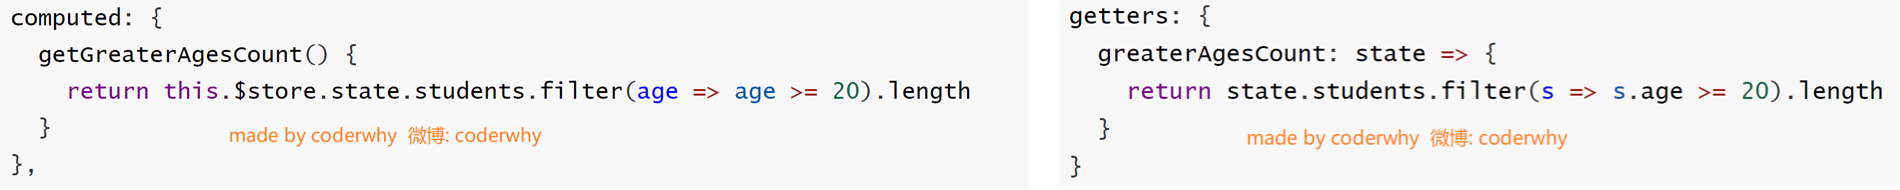 computed: {
getGreaterAgesCount() {
return this.$store.state.students.filter(age => age >= 20).length
}
made by coderwhy 微博: coderwhy
},
getters: {
greaterAgesCount: state => {
return state.students.filter(s => s.age >= 20).length
}
made by coderwhy 微博: coderwhy
}